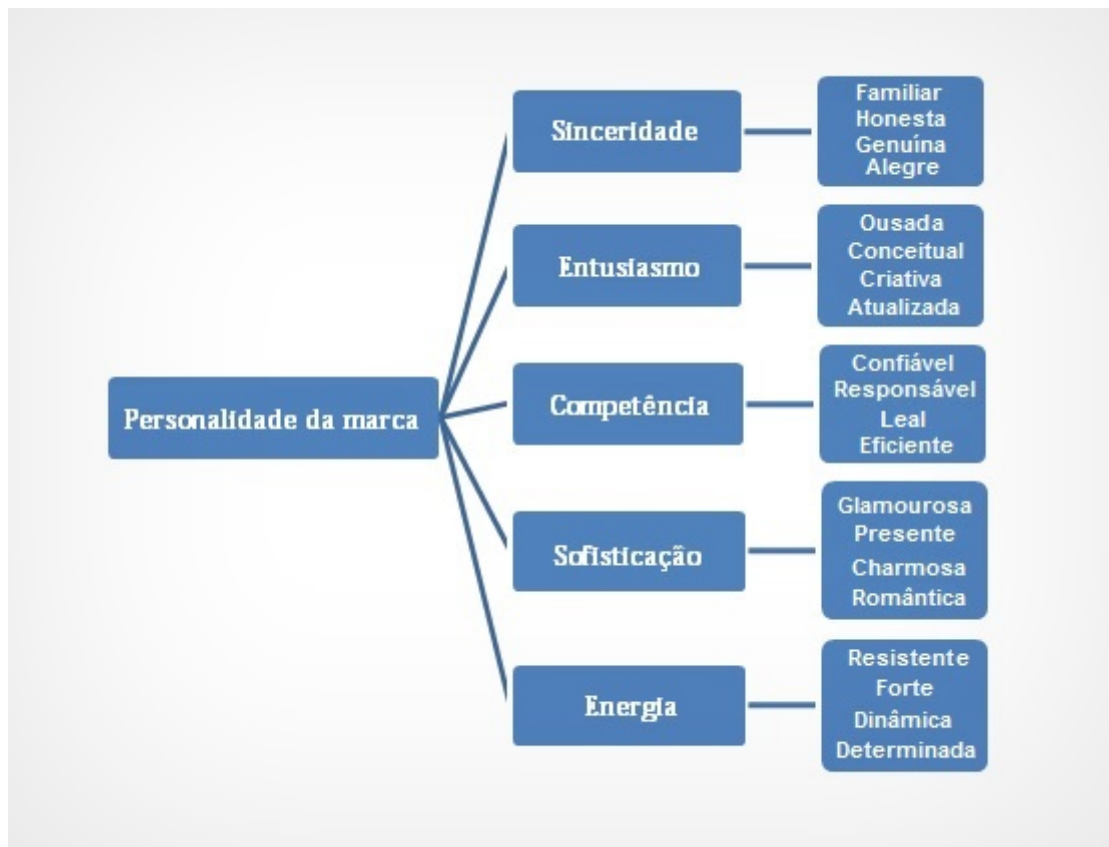 Personalidade da marca
Sinceridade
Familiar
Honesta
Genuína
Alegre
Entusiasmo
Ousada
Conceitual
Criativa
Atualizada
Competência
Confiável
Responsável
Leal
Eficiente
Sofisticação
Glamourosa
Presente
Charmosa
Romântica
Energia
Resistente
Forte
Dinâmica
Determinada